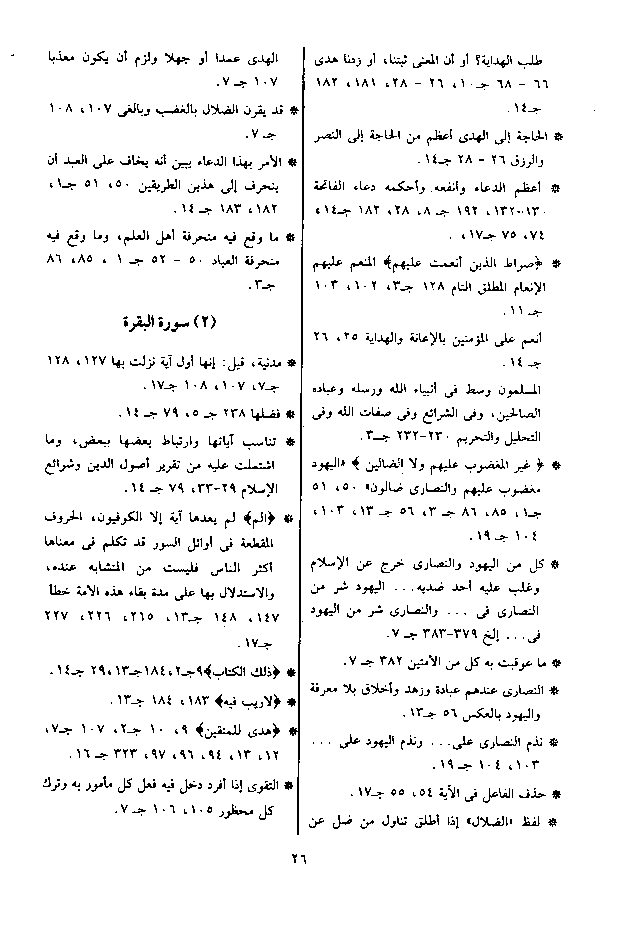 طلب الهداية؟ أو أن المعنى ثبتنا، أو زدنا هدى
٦٦ – ٦٨ جـ١٠، ٢٦ – ٢٨، ١٨١، ١٨٢
جـ١٤.
* الحاجة إلى الهدى أعظم من الحاجة إلى النصر
والرزق ٢٦ – ٢٨ جـ١٤.
* أعظم الدعاء وأنفعه وأحكمه دعاء الفاتحة
١٣٠-١٣٢، ١٩٢ جـ٨، ٢٨، ١٨٢ جـ١٤،
٧٤، ٧٥ جـ١٧، .
* ﴿صراط الذين أنعمت عليهم﴾ المنعم عليهم
الإنعام المطلق التام ١٢٨ جـ٣، ١٠٢، ١٠٣
جـ١١.
أنعم على المؤمنين بالإعانة والهداية ٢٥، ٢٦
جـ١٤.
المسلمون وسط فى أنبياء الله ورسله وعباده
الصالحين، وفى الشرائع وفى صفات الله وفى
التحليل والتحريم ٢٣٠-٢٣٢ جـ٣.
* ﴿غير المغضوب عليهم ولا الضالين﴾ «اليهود
مغضوب عليهم والنصارى ضالون» ٥٠، ٥١
جـ١، ٨٥، ٨٦ جـ٣، ٥٦ جـ١٣، ١٠٣،
١٠٤ جـ١٩.
* كل من اليهود والنصارى خرج عن الإسلام
وغلب عليه أحد ضديه... اليهود شر من
النصارى فى ... والنصارى شر من اليهود
فى... إلخ ٣٧٩-٣٨٣ جـ٧.
* ما عوقبت به كل من الأمتين ٣٨٢ جـ٧.
* النصارى عندهم عبادة وزهد وأخلاق بلا معرفة
واليهود بالعكس ٥٦ جـ١٣.
* نذم النصارى على... ونذم اليهود على ...
١٠٣، ١٠٤ جـ١٩.
* حذف الفاعل فى الآية ٥٤، ٥٥ جـ١٧.
* لفظ «الضلال» إذا أطلق تناول من ضل عن
الهدى عمدا أو جهلا ولزم أن يكون معذبا
١٠٧ جـ٧.
* قد يقرن الضلال بالغضب وبالغى ١٠٧، ١٠٨
جـ٧.
* الأمر بهذا الدعاء يبين أنه يخاف على العبد أن
ينحرف إلى هذين الطريقين ٥٠، ٥١ جـ١،
١٨٢، ١٨٣ جـ١٤.
* ما وقع فيه منحرفة أهل العلم، وما وقع فيه
منحرفة العباد ٥٠ – ٥٢ جـ١، ٨٥، ٨٦
جـ٣.
(٢) سورة البقرة
* مدنية، قيل: إنها أول آية نزلت بها ١٢٧، ١٢٨
جـ٧، ١٠٧، ١٠٨ جـ١٧.
* فضلها ٢٣٨ جـ٥، ٧٩ جـ١٤.
* تناسب آياتها وارتباط بعضها ببعض، وما
اشتملت عليه من تقرير أصول الدين وشرائع
الإسلام ٢٩-٣٣، ٧٩ جـ١٤.
* ﴿الم﴾ لم يعدها آية إلا الكوفيون، الحروف
المقطعة فى أوائل السور قد تكلم فى معناها
أكثر الناس فليست من المتشابه عنده،
والاستدلال بها على مدة بقاء هذه الأمة خطأ
١٤٧، ١٤٨ جـ١٣، ٢٦٥، ٢٢٦، ٢٢٧
جـ١٧.
* ﴿ذلك الكتاب﴾٩جـ٢،١٨٤جـ١٣،٢٩ جـ١٤.
* ﴿لاريب فيه﴾ ١٨٣، ١٨٤ جـ١٣.
* ﴿هدى للمتقين﴾ ٩، ١٠ جـ٢، ١٠٧ جـ٧،
١٢، ١٣، ٩٤، ٩٦، ٩٧، ٣٢٣ جـ١٦.
* التقوى إذا أفرد دخل فيه فعل كل مأمور به وترك
كل محظور ١٠٥، ١٠٦ جـ٧.
٢٦